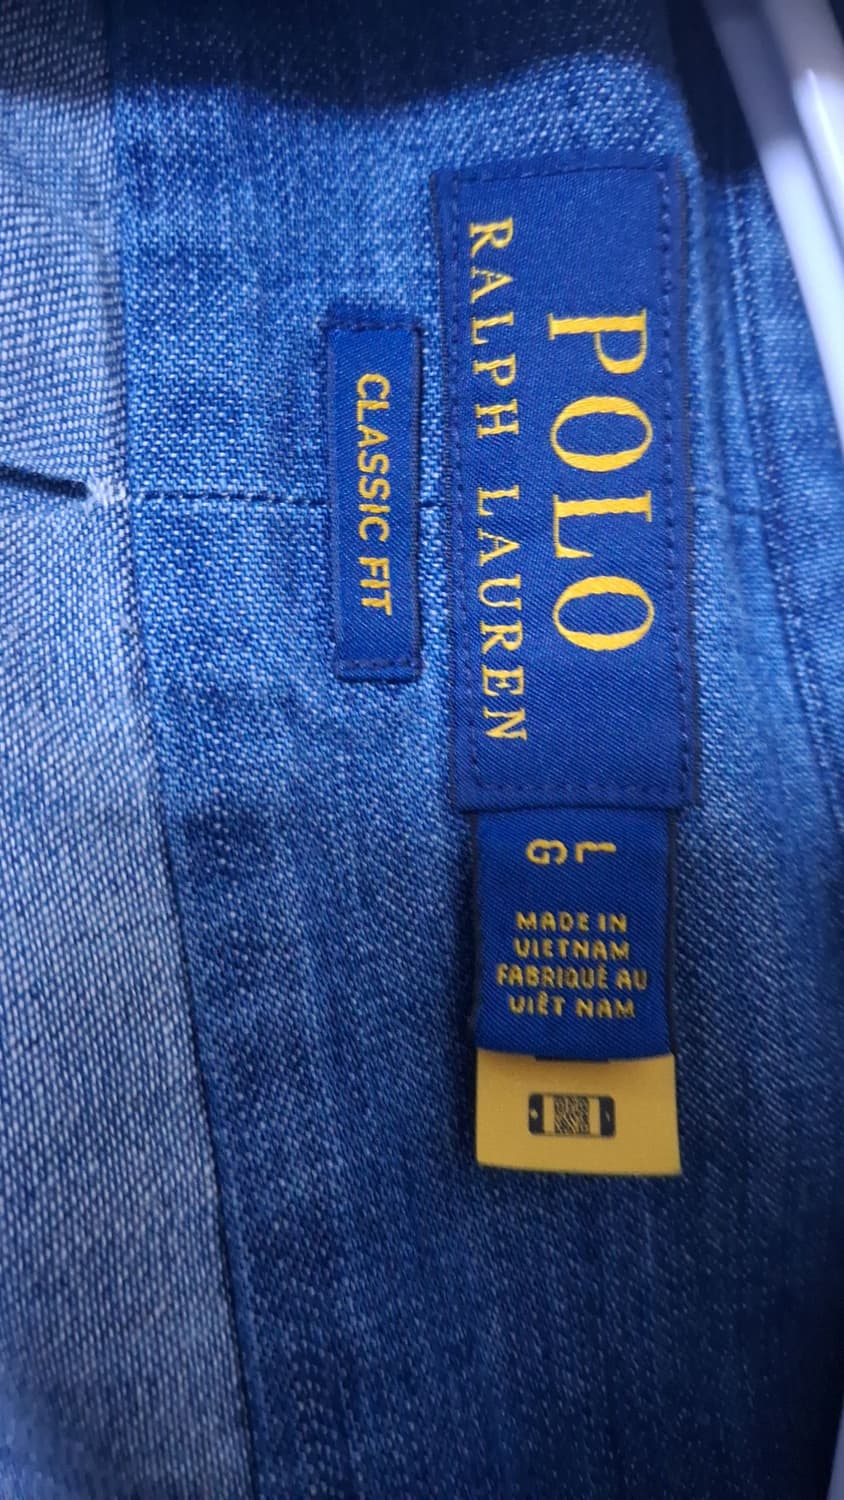 POLO
RALPH LAUREN
CLASSIC FIT
L
G
MADE IN
VIETNAM
FABRIQUÉ AU
VIÊT NAM